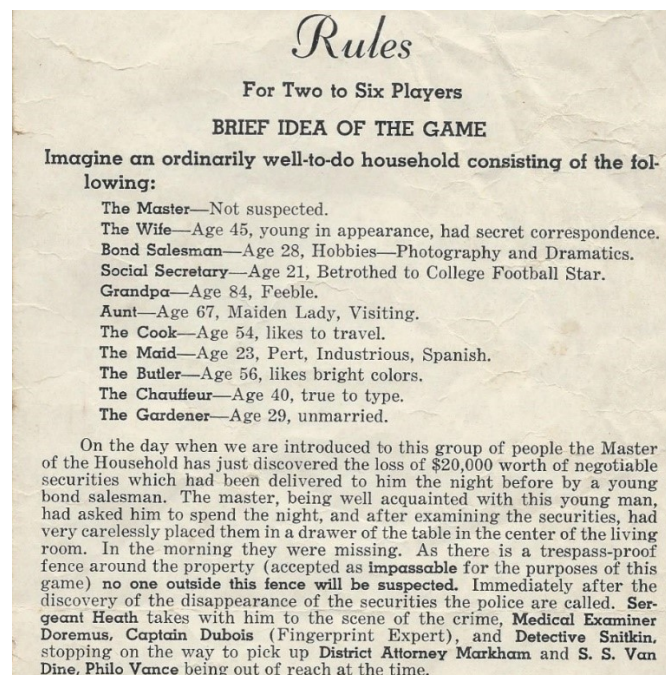 Rules
For Two to Six Players
BRIEF IDEA OF THE GAME
Imagine an ordinarily well-to-do household consisting of the fol-
lowing:
The Master—Not suspected.
The Wife—Age 45, young in appearance, had secret correspondence.
Bond Salesman—Age 28, Hobbies—Photography and Dramatics.
Social Secretary—Age 21, Betrothed to College Football Star.
Grandpa—Age 84, Feeble.
Aunt—Age 67, Maiden Lady, Visiting.
The Cook—Age 54, likes to travel.
The Maid—Age 23, Pert, Industrious, Spanish.
The Butler—Age 56, likes bright colors.
The Chauffeur—Age 40, true to type.
The Gardener—Age 29, unmarried.
On the day when we are introduced to this group of people the Master
of the Household has just discovered the loss of $20,000 worth of negotiable
securities which had been delivered to him the night before by a young
bond salesman. The master, being well acquainted with this young man,
had asked him to spend the night, and after examining the securities, had
very carelessly placed them in a drawer of the table in the center of the living
room. In the morning they were missing. As there is a trespass-proof
fence around the property (accepted as impassable for the purposes of this
game) no one outside this fence will be suspected. Immediately after the
discovery of the disappearance of the securities the police are called. Ser-
geant Heath takes with him to the scene of the crime, Medical Examiner
Doremus, Captain Dubois (Fingerprint Expert), and Detective Snitkin,
stopping on the way to pick up District Attorney Markham and S. S. Van
Dine, Philo Vance being out of reach at the time.